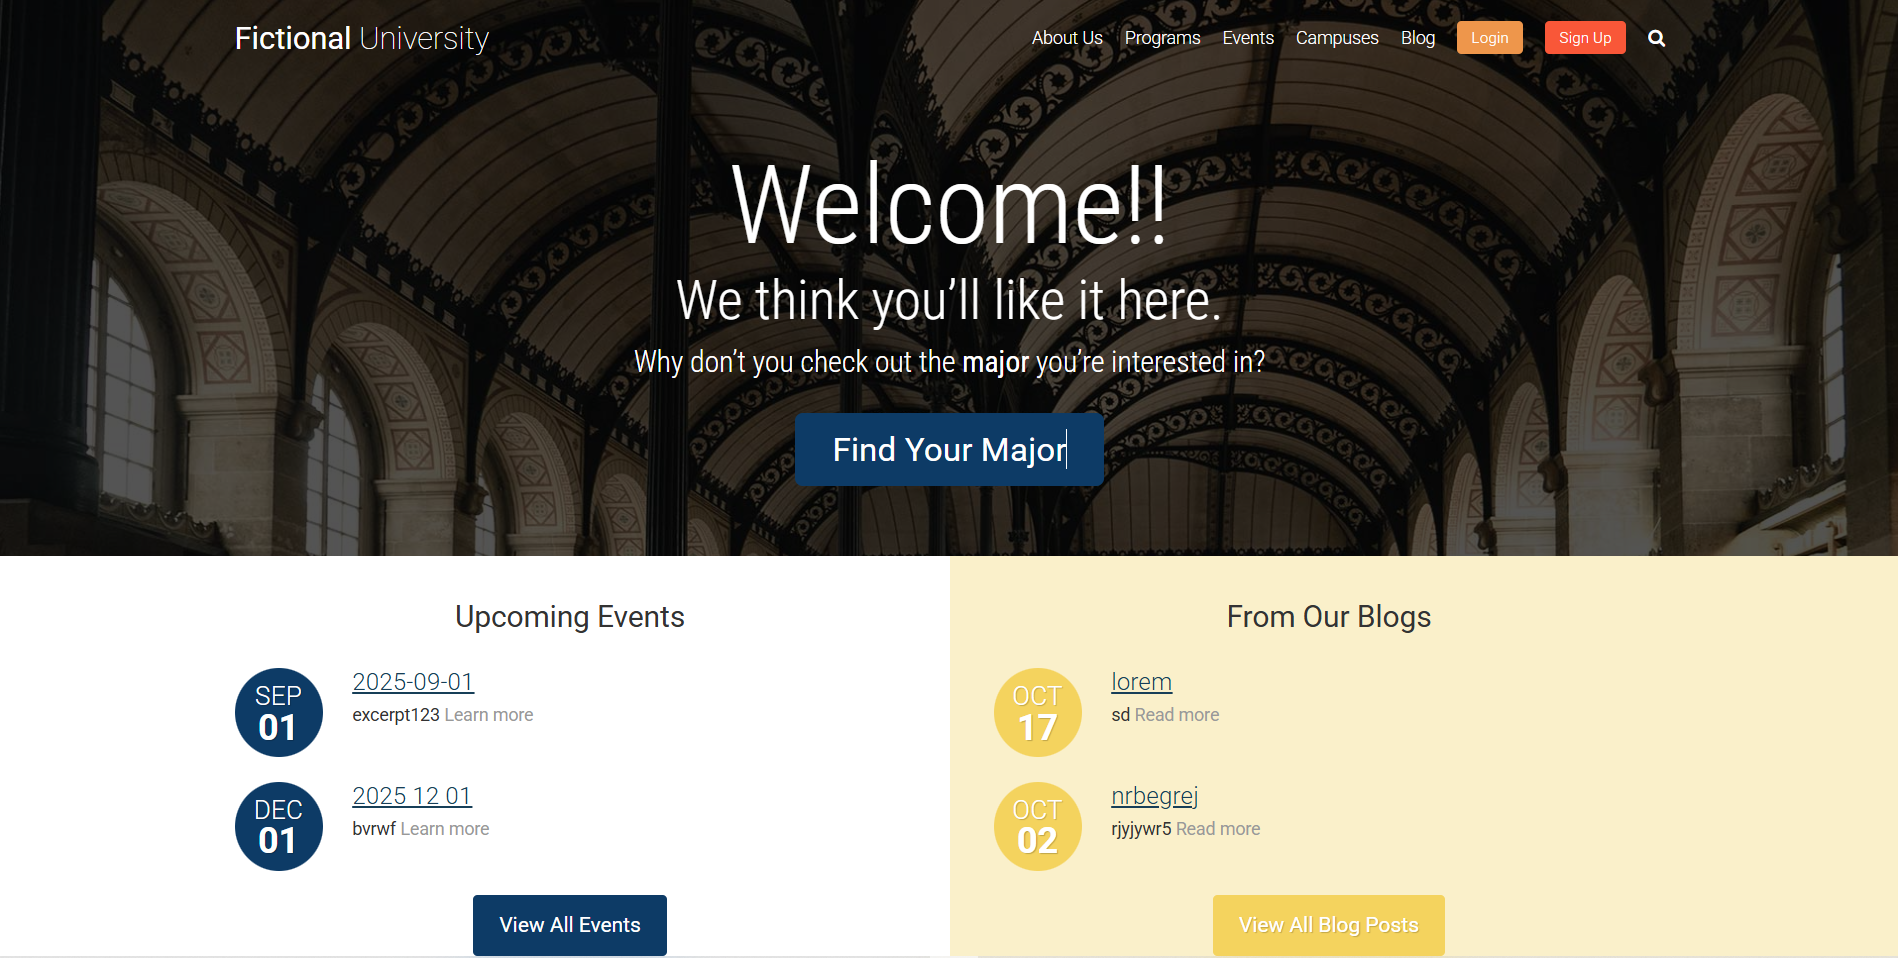 Fictional University
About Us Programs Events Campuses Blog Login Sign Up
Welcome!!
We think you’ll like it here.
Why don’t you check out the major you’re interested in?
Find Your Major
Upcoming Events
SEP
01
2025-09-01
excerpt123 Learn more
DEC
01
2025 12 01
bvrwf Learn more
View All Events
From Our Blogs
OCT
17
lorem
sd Read more
OCT
02
nrbegrej
rjyjywr5 Read more
View All Blog Posts